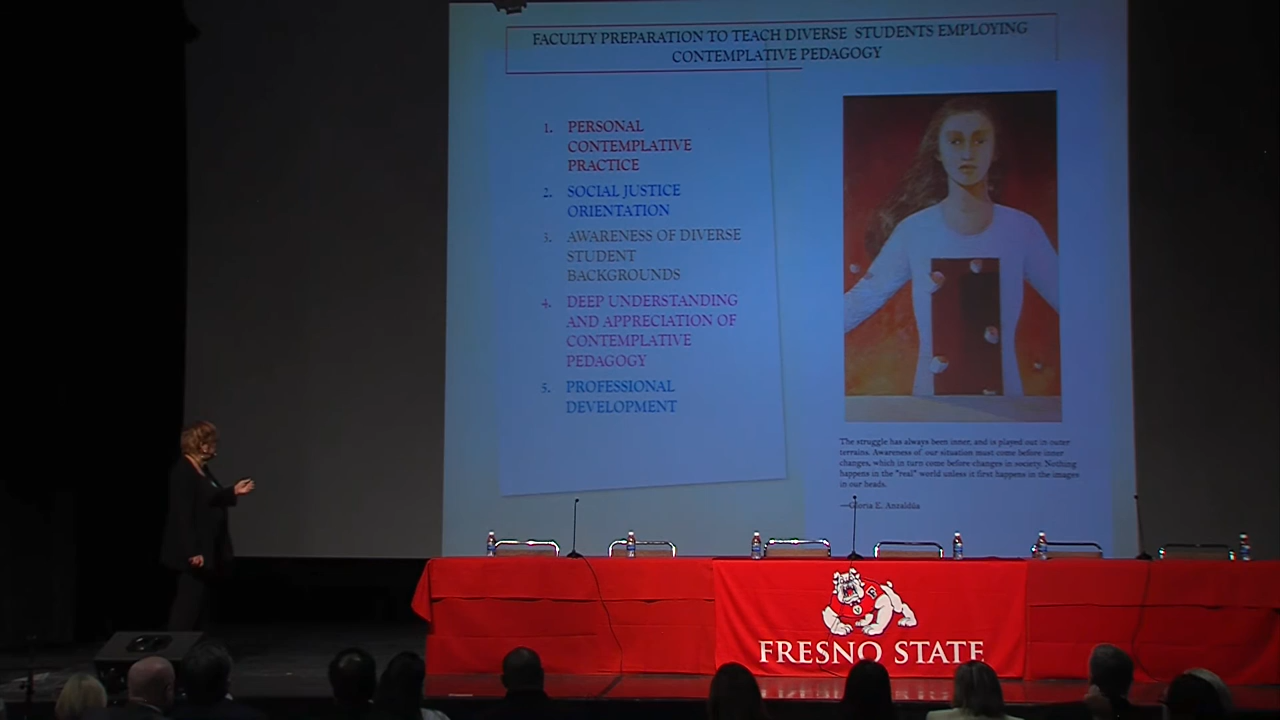 FACULTY PREPARATION TO TEACH DIVERSE STUDENTS EMPLOYING
CONTEMPLATIVE PEDAGOGY
1. PERSONAL
CONTEMPLATIVE
PRACTICE
2. SOCIAL JUSTICE
ORIENTATION
3. AWARENESS OF DIVERSE
STUDENT
BACKGROUNDS
4. DEEP UNDERSTANDING
AND APPRECIATION OF
CONTEMPLATIVE
PEDAGOGY
5. PROFESSIONAL
DEVELOPMENT
The struggle has always been inner, and is played out in outer
terrains. Awareness of our situation must come before inner
changes, which in turn come before changes in society. Nothing
happens in the "real" world unless it first happens in the images
in our heads.
—Gloria E. Anzaldúa
FRESNO STATE